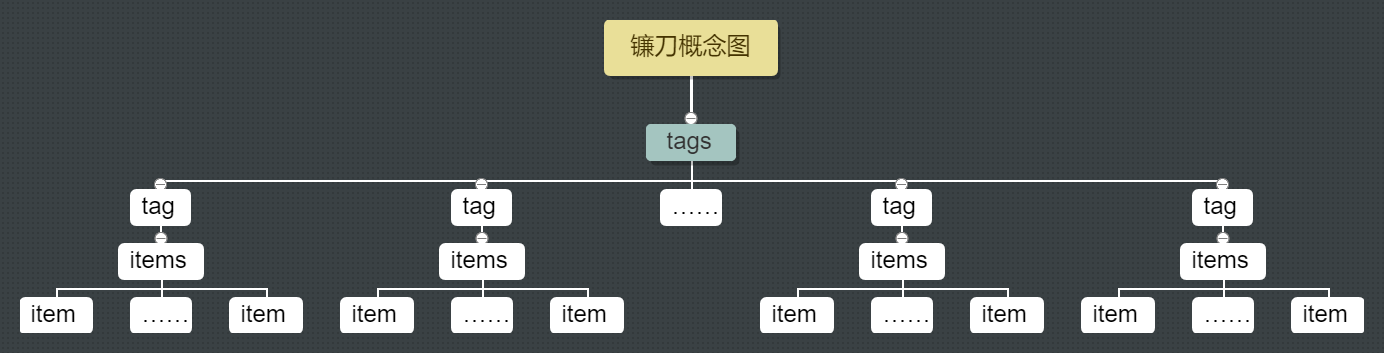 镰刀概念图
tags
tag tag …… tag tag
items items items items
item …… item item …… item item …… item item …… item